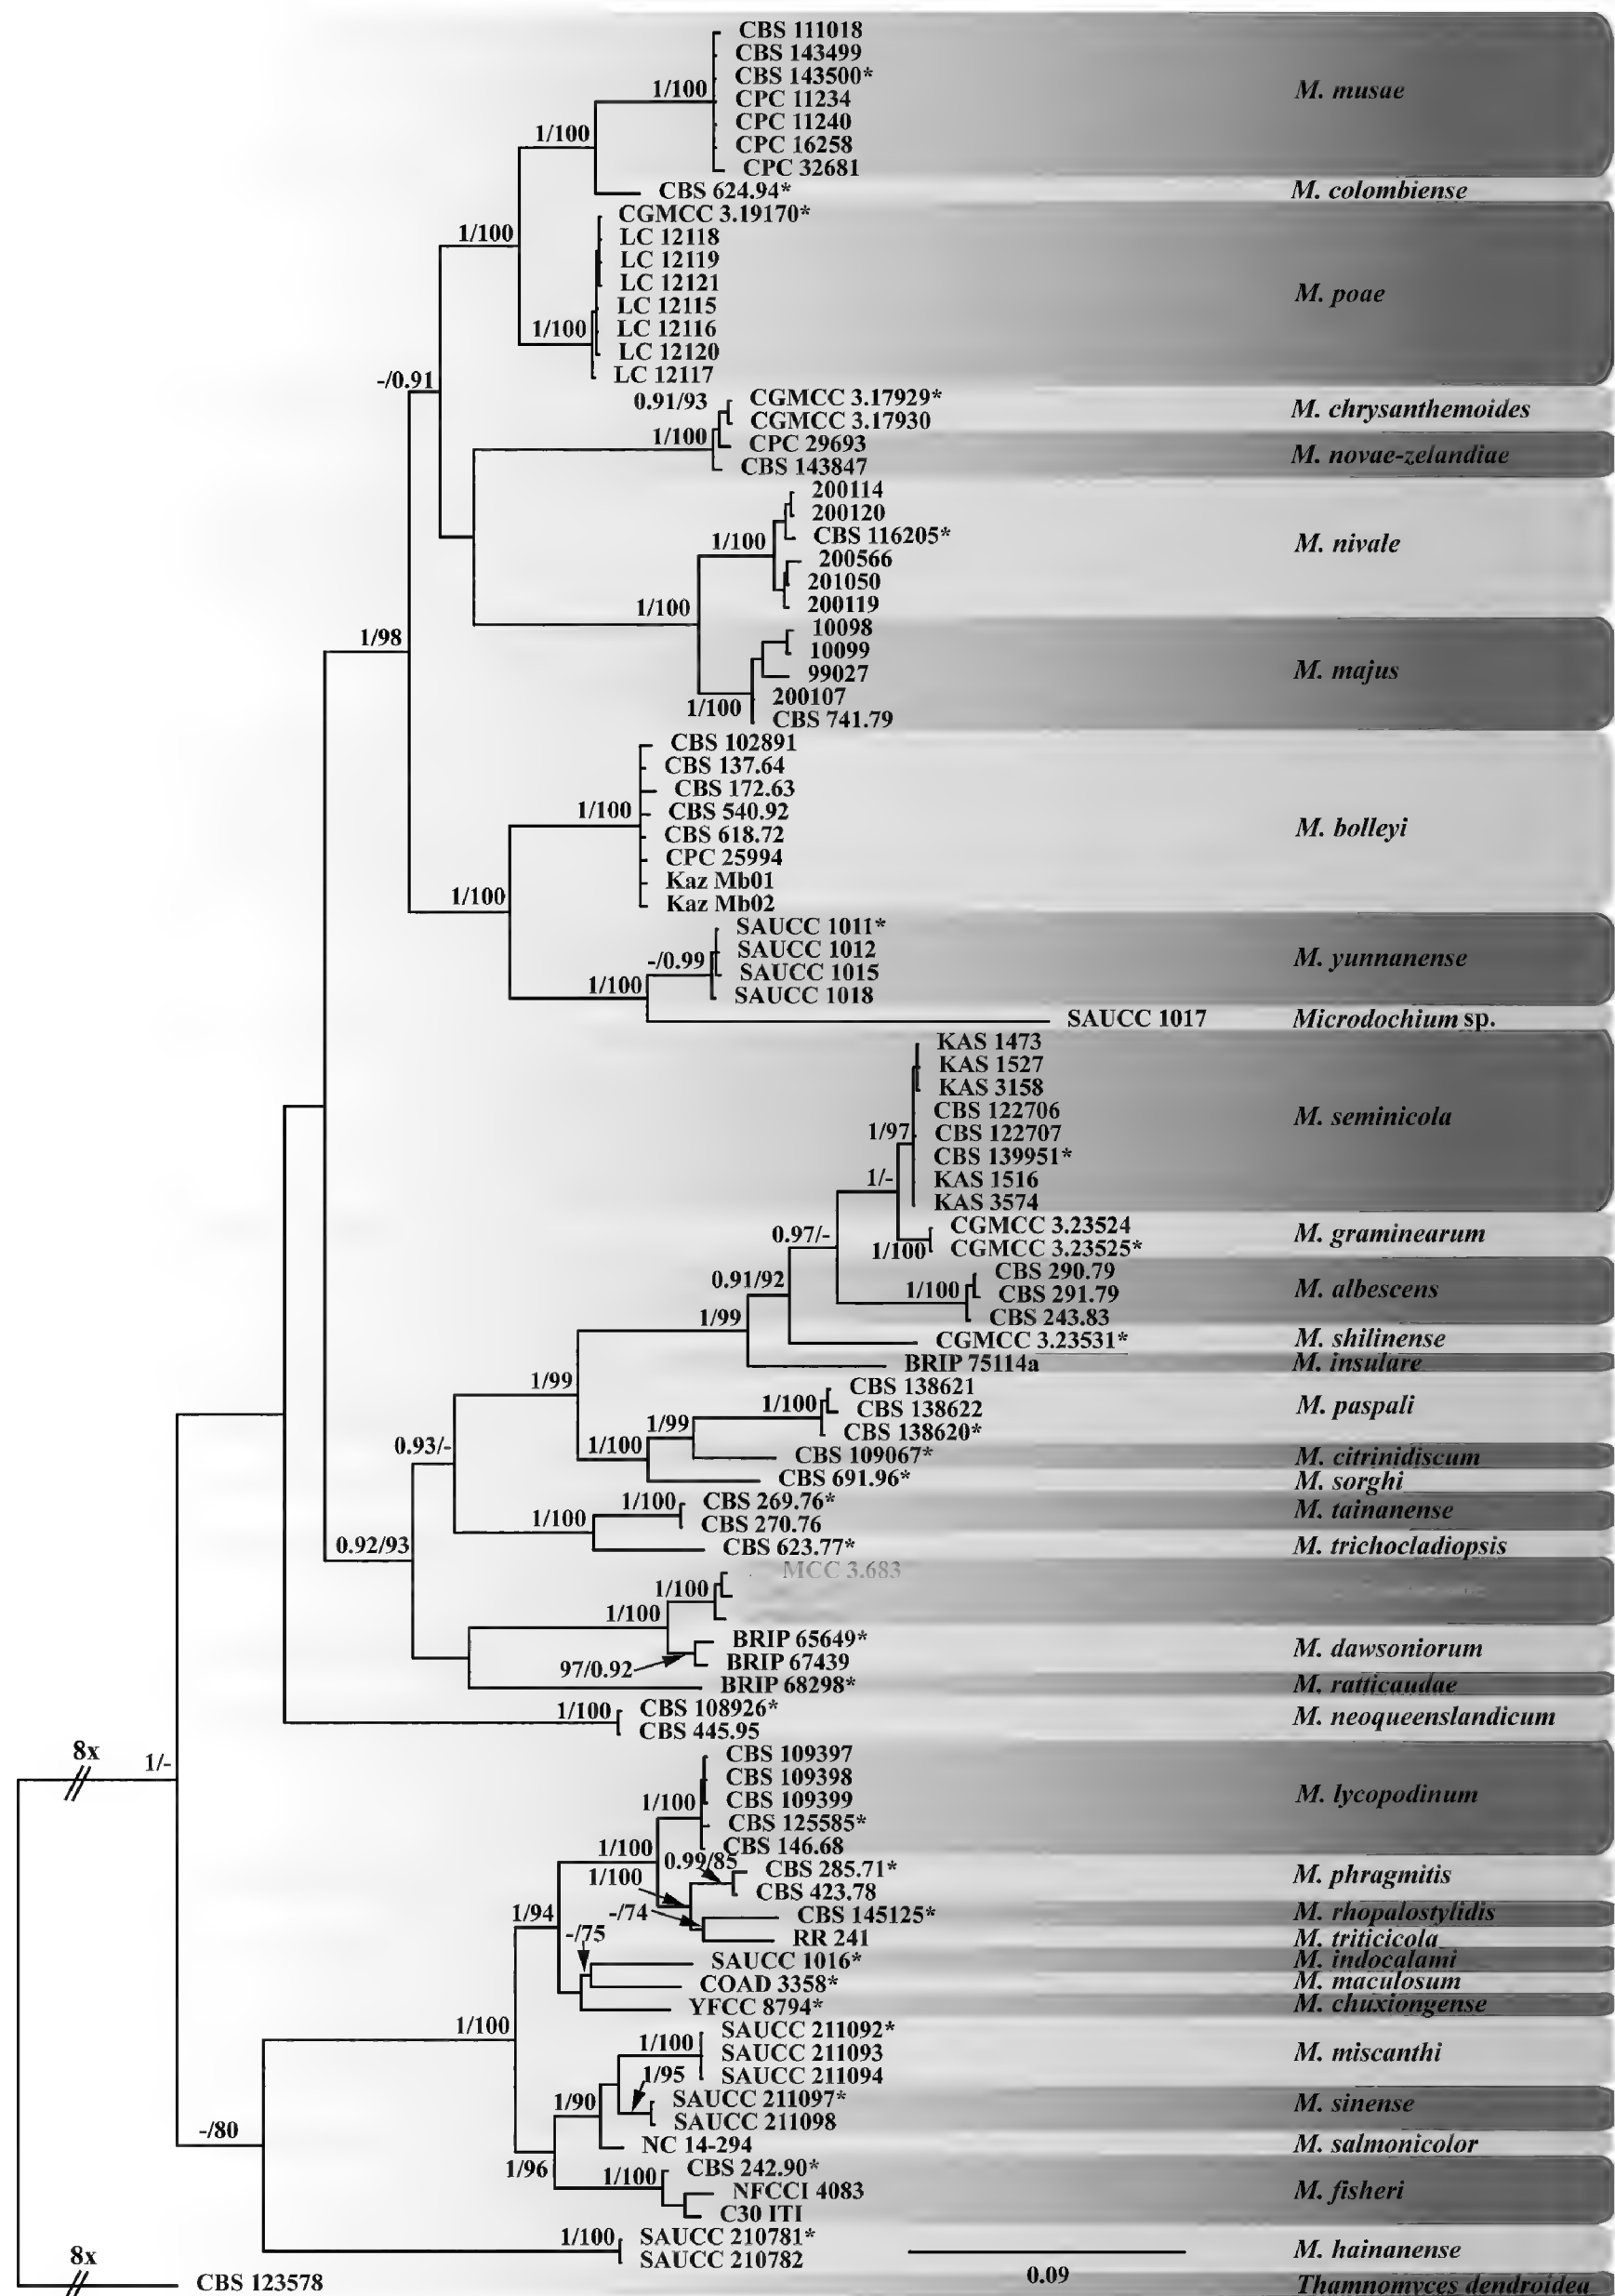 CBS 111018
CBS 143499
CBS 143500*
1/100
CPC 11234
M. musae
CPC 11240
1/100
CPC 16258
CPC 32681
CBS 624.94*
M. colombiense
CGMCC 3.19170*
1/100
LC 12118
LC 12119
LC 12121
M. poae
LC 12115
1/100
LC 12116
LC 12120
LC 12117
-/0.91
0.91/93
CGMCC 3.17929*
M. chrysanthemoides
CGMCC 3.17930
1/100
CPC 29693
M. novae-zelandiae
CBS 143847
200114
200120
1/100
CBS 116205*
M. nivale
200566
201050
200119
1/100
10098
1/98
10099
99027
M. majus
200107
1/100
CBS 741.79
CBS 102891
CBS 137.64
CBS 172.63
1/100
CBS 540.92
M. bolleyi
CBS 618.72
CPC 25994
Kaz Mb01
1/100
Kaz Mb02
SAUCC 1011*
SAUCC 1012
M. yunnanense
-/0.99
SAUCC 1015
1/100
SAUCC 1018
SAUCC 1017
Microdochium sp.
KAS 1473
KAS 1527
KAS 3158
CBS 122706
M. seminicola
1/97
CBS 122707
CBS 139951*
1/-
KAS 1516
KAS 3574
CGMCC 3.23524
M. graminearum
0.97/-
1/100
CGMCC 3.23525*
0.91/92
CBS 290.79
1/100
CBS 291.79
M. albescens
1/99
CBS 243.83
CGMCC 3.23531*
M. shilinense
BRIP 75114a
M. insulare
1/99
CBS 138621
1/100
CBS 138622
M. paspali
1/99
CBS 138620*
0.93/-
1/100
CBS 109067*
M. citrinidiscum
CBS 691.96*
M. sorghi
1/100
CBS 269.76*
M. tainanense
1/100
CBS 270.76
0.92/93
CBS 623.77*
M. trichocladiopsis
MCC 3.683
1/100
1/100
BRIP 65649*
M. dawsoniorum
97/0.92
BRIP 67439
BRIP 68298*
M. ratticaudae
1/100
CBS 108926*
M. neoqueenslandicum
CBS 445.95
8x
1/-
CBS 109397
CBS 109398
M. lycopodinum
1/100
CBS 109399
CBS 125585*
1/100
CBS 146.68
0.99/85
CBS 285.71*
M. phragmitis
1/100
CBS 423.78
1/94
-/74
CBS 145125*
M. rhopalostylidis
-/75
RR 241
M. triticicola
SAUCC 1016*
M. indocalami
COAD 3358*
M. maculosum
YFCC 8794*
M. chuxiongense
1/100
SAUCC 211092*
1/100
SAUCC 211093
M. miscanthi
1/95
SAUCC 211094
1/90
SAUCC 211097*
M. sinense
SAUCC 211098
-/80
NC 14-294
M. salmonicolor
1/96
1/100
CBS 242.90*
NFCCI 4083
M. fisheri
C30 ITI
1/100
SAUCC 210781*
M. hainanense
8x
SAUCC 210782
0.09
CBS 123578
Thamnomyces dendroidea